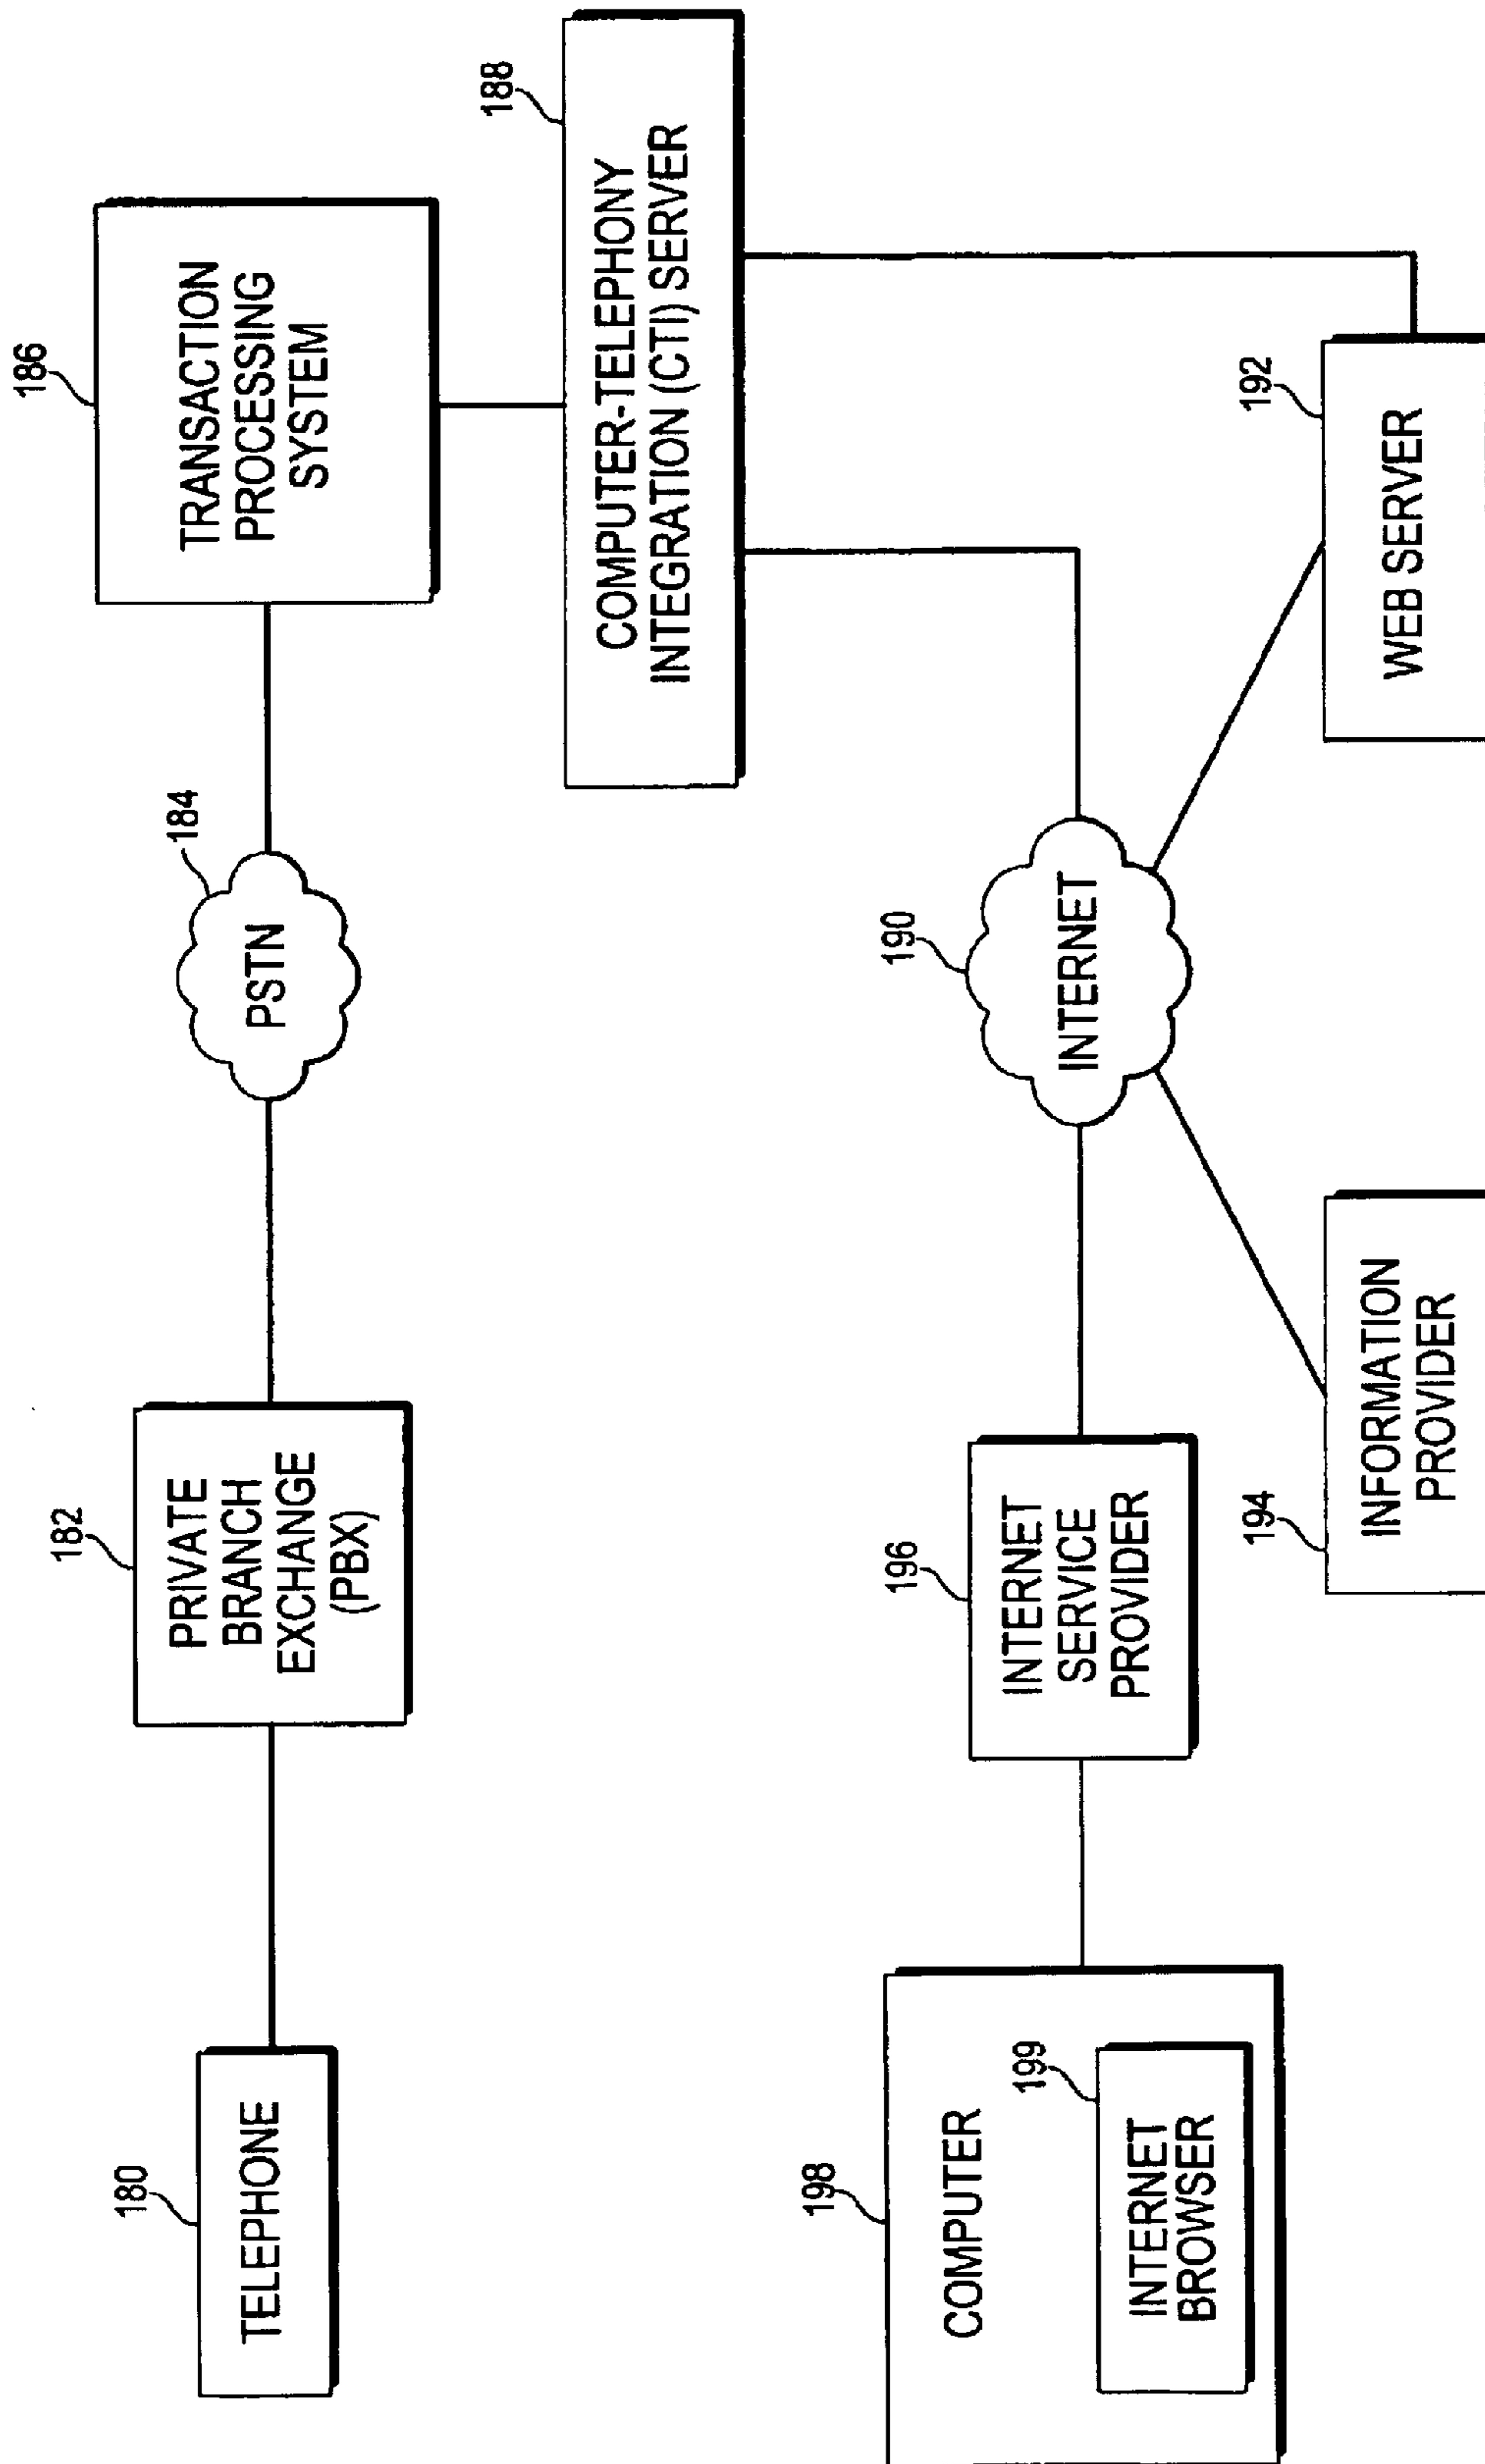 180
TELEPHONE
182
PRIVATE
BRANCH
EXCHANGE
(PBX)
184
PSTN
186
TRANSACTION
PROCESSING
SYSTEM
188
COMPUTER-TELEPHONY
INTEGRATION (CTI) SERVER
198
COMPUTER
199
INTERNET
BROWSER
196
INTERNET
SERVICE
PROVIDER
190
INTERNET
194
INFORMATION
PROVIDER
192
WEB SERVER